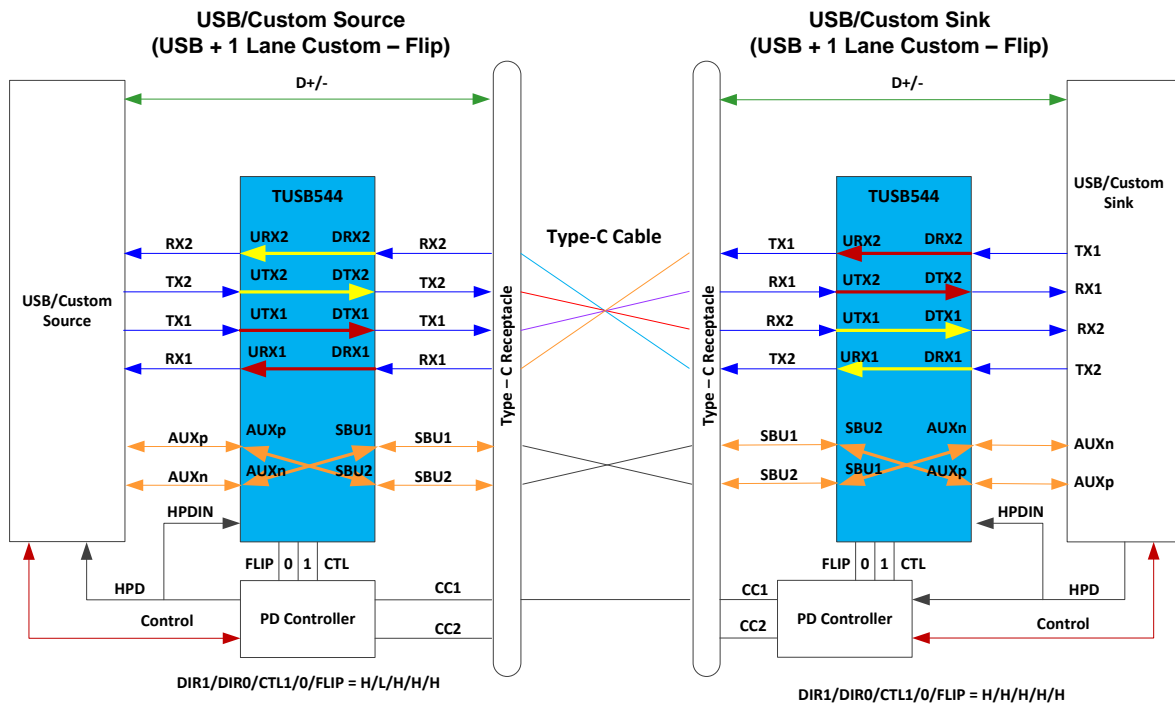 USB/Custom Source
(USB + 1 Lane Custom – Flip)
USB/Custom Sink
(USB + 1 Lane Custom – Flip)
D+/-
D+/-
TUSB544
TUSB544
USB/Custom
Source
USB/Custom
Sink
Type-C Cable
Type – C Receptacle
Type – C Receptacle
RX2
URX2
DRX2
RX2
TX1
URX2
DRX2
TX1
TX2
UTX2
DTX2
TX2
RX1
UTX2
DTX2
RX1
TX1
UTX1
DTX1
TX1
RX2
UTX1
DTX1
RX2
RX1
URX1
DRX1
RX1
TX2
URX1
DRX1
TX2
AUXp
AUXp
SBU1
SBU1
SBU1
SBU2
AUXn
AUXn
AUXn
AUXn
SBU2
SBU2
SBU2
SBU1
AUXp
AUXp
HPDIN
HPDIN
FLIP 0 1 CTL
FLIP 0 1 CTL
HPD
CC1
CC1
HPD
Control
PD Controller
CC2
CC2
PD Controller
Control
DIR1/DIR0/CTL1/0/FLIP = H/L/H/H/H
DIR1/DIR0/CTL1/0/FLIP = H/H/H/H/H